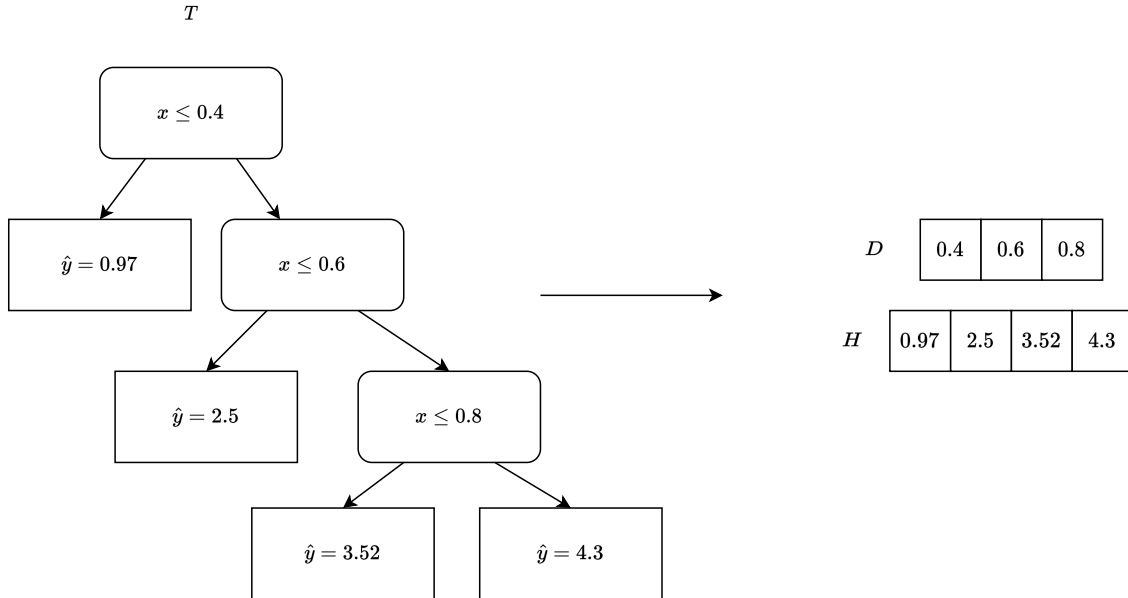 T
x ≤ 0.4
ŷ = 0.97
x ≤ 0.6
D 0.4 0.6 0.8
H 0.97 2.5 3.52 4.3
ŷ = 2.5
x ≤ 0.8
ŷ = 3.52
ŷ = 4.3